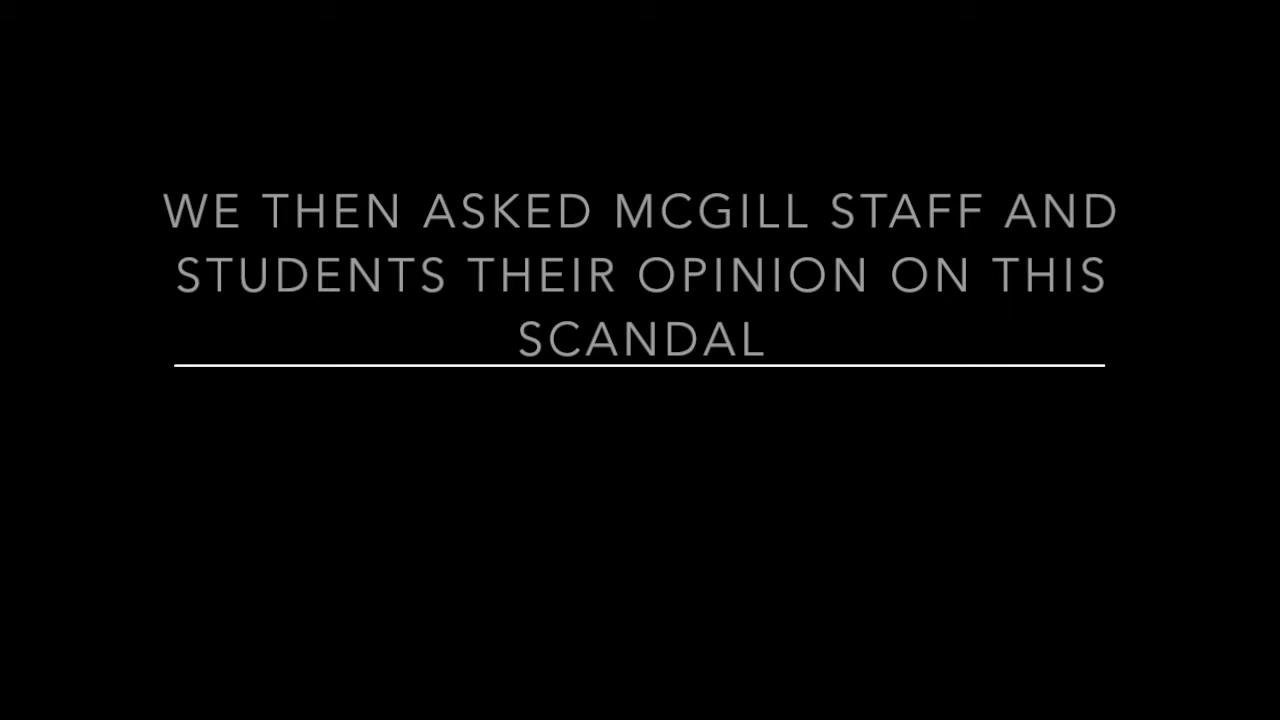 WE THEN ASKED MCGILL STAFF AND
STUDENTS THEIR OPINION ON THIS
SCANDAL